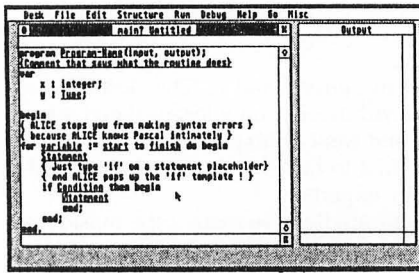 Desk File Edit Structure Run Debug Help Go Misc
main? Untitled
Output
program Program-Name(input, output);
{Comment that says what the routine does}
var
x : integer;
y : Type;
begin
{ ALICE stops you from making syntax errors }
{ because ALICE knows Pascal intimately }
for variable := start to finish do begin
Statement
{ Just type 'if' on a statement placeholder}
{ and ALICE pops up the 'if' template ! }
if Condition then begin
Statement
end;
end;
end.